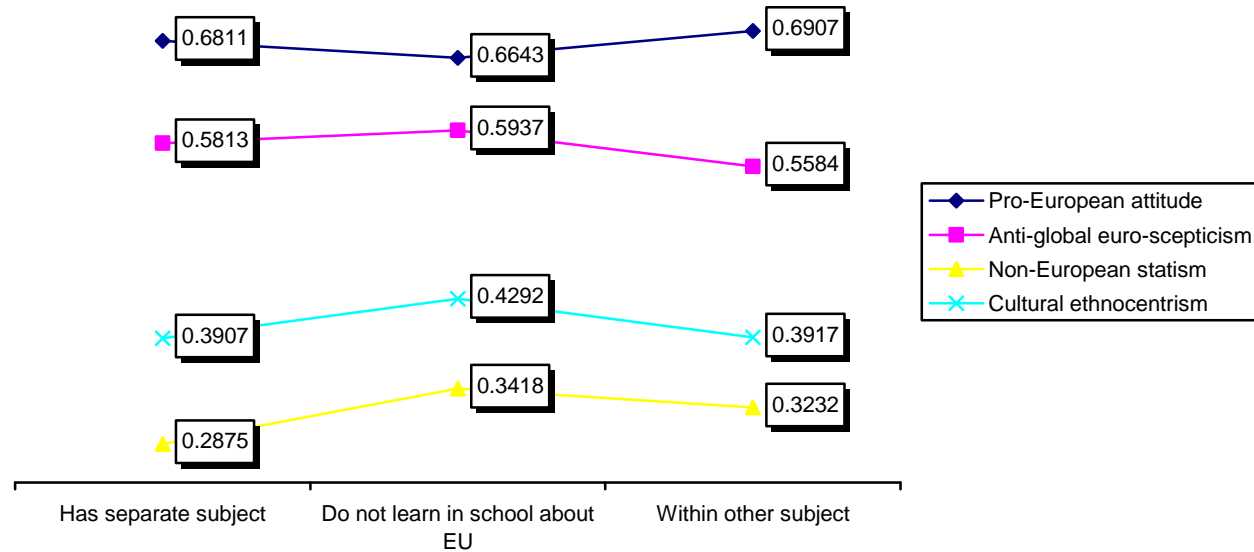 0.6811
0.6643
0.6907
0.5813
0.5937
0.5584
0.3907
0.4292
0.3917
0.2875
0.3418
0.3232
Pro-European attitude
Anti-global euro-scepticism
Non-European statism
Cultural ethnocentrism
Has separate subject
Do not learn in school about
EU
Within other subject